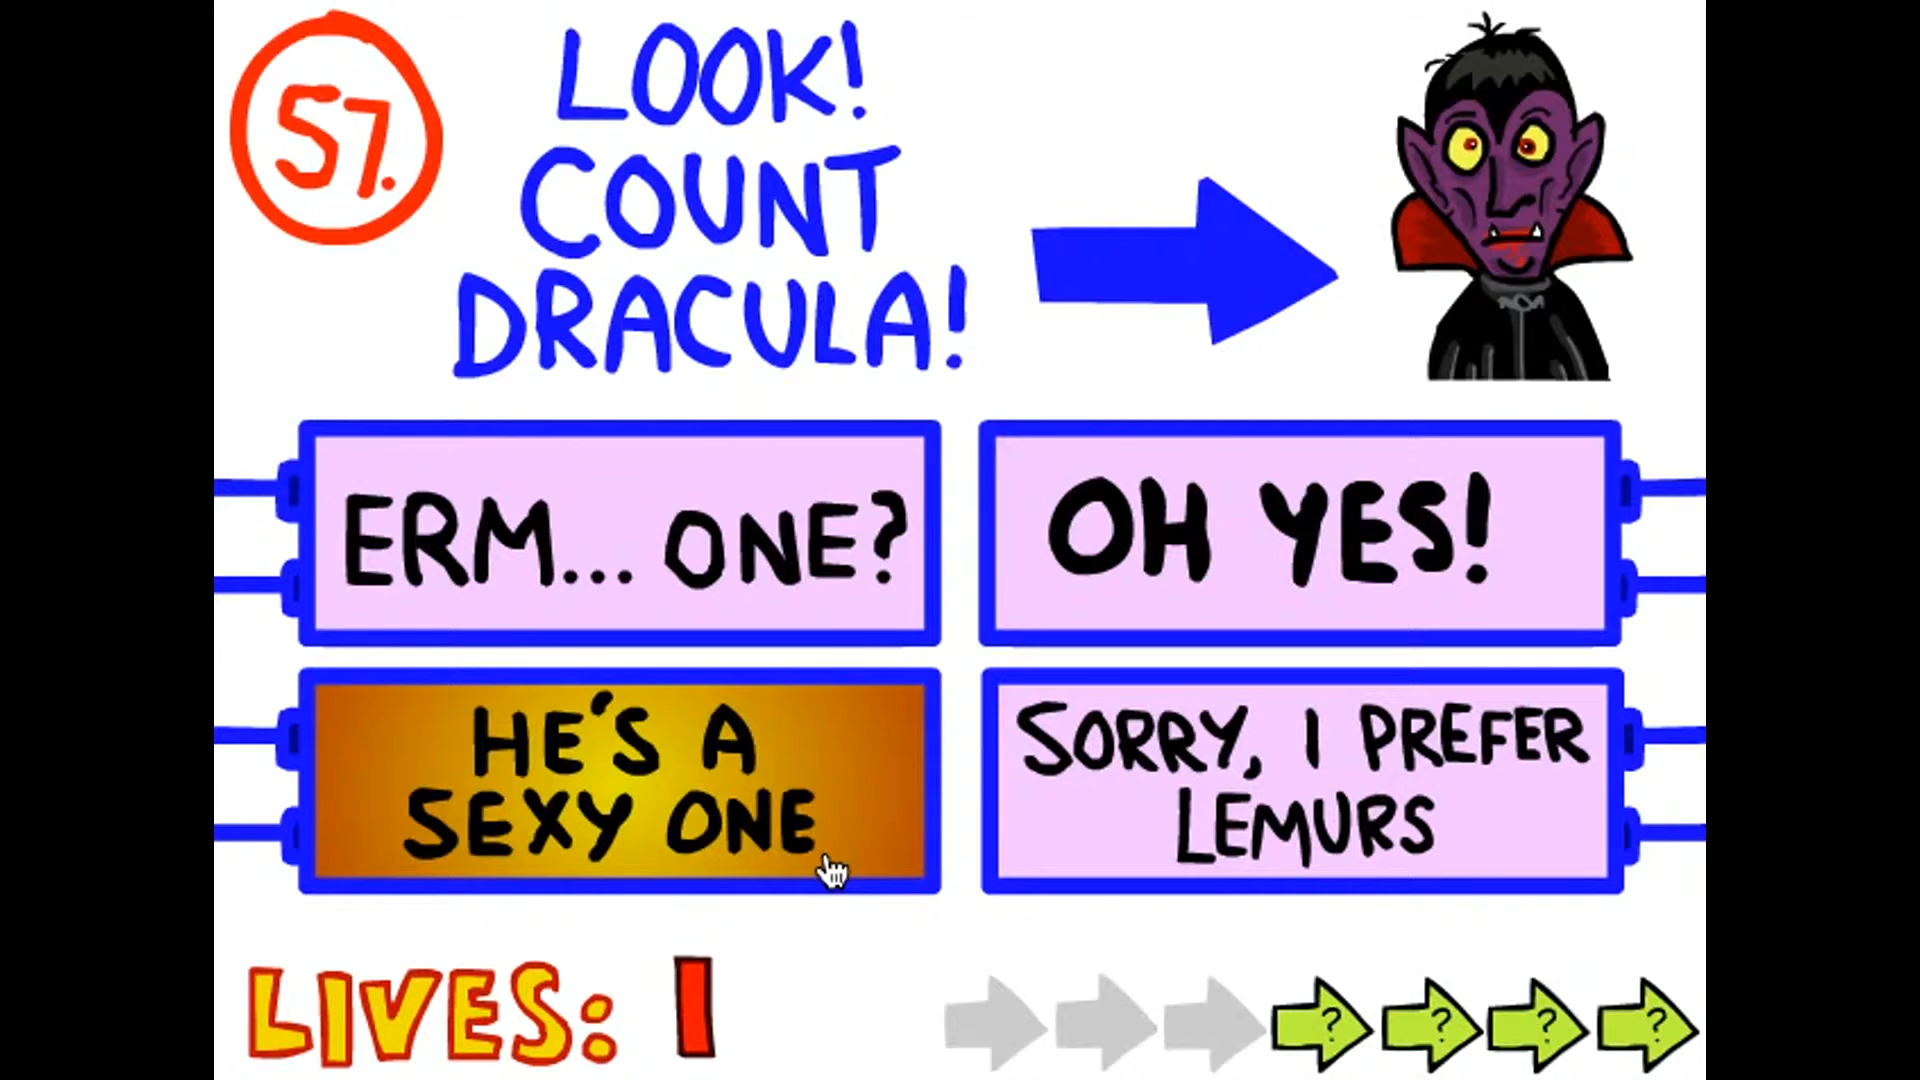 57.
LOOK!
COUNT
DRACULA!
ERM... ONE?
OH YES!
HE'S A
SEXY ONE
SORRY, I PREFER
LEMURS
LIVES: 1
? ? ? ?